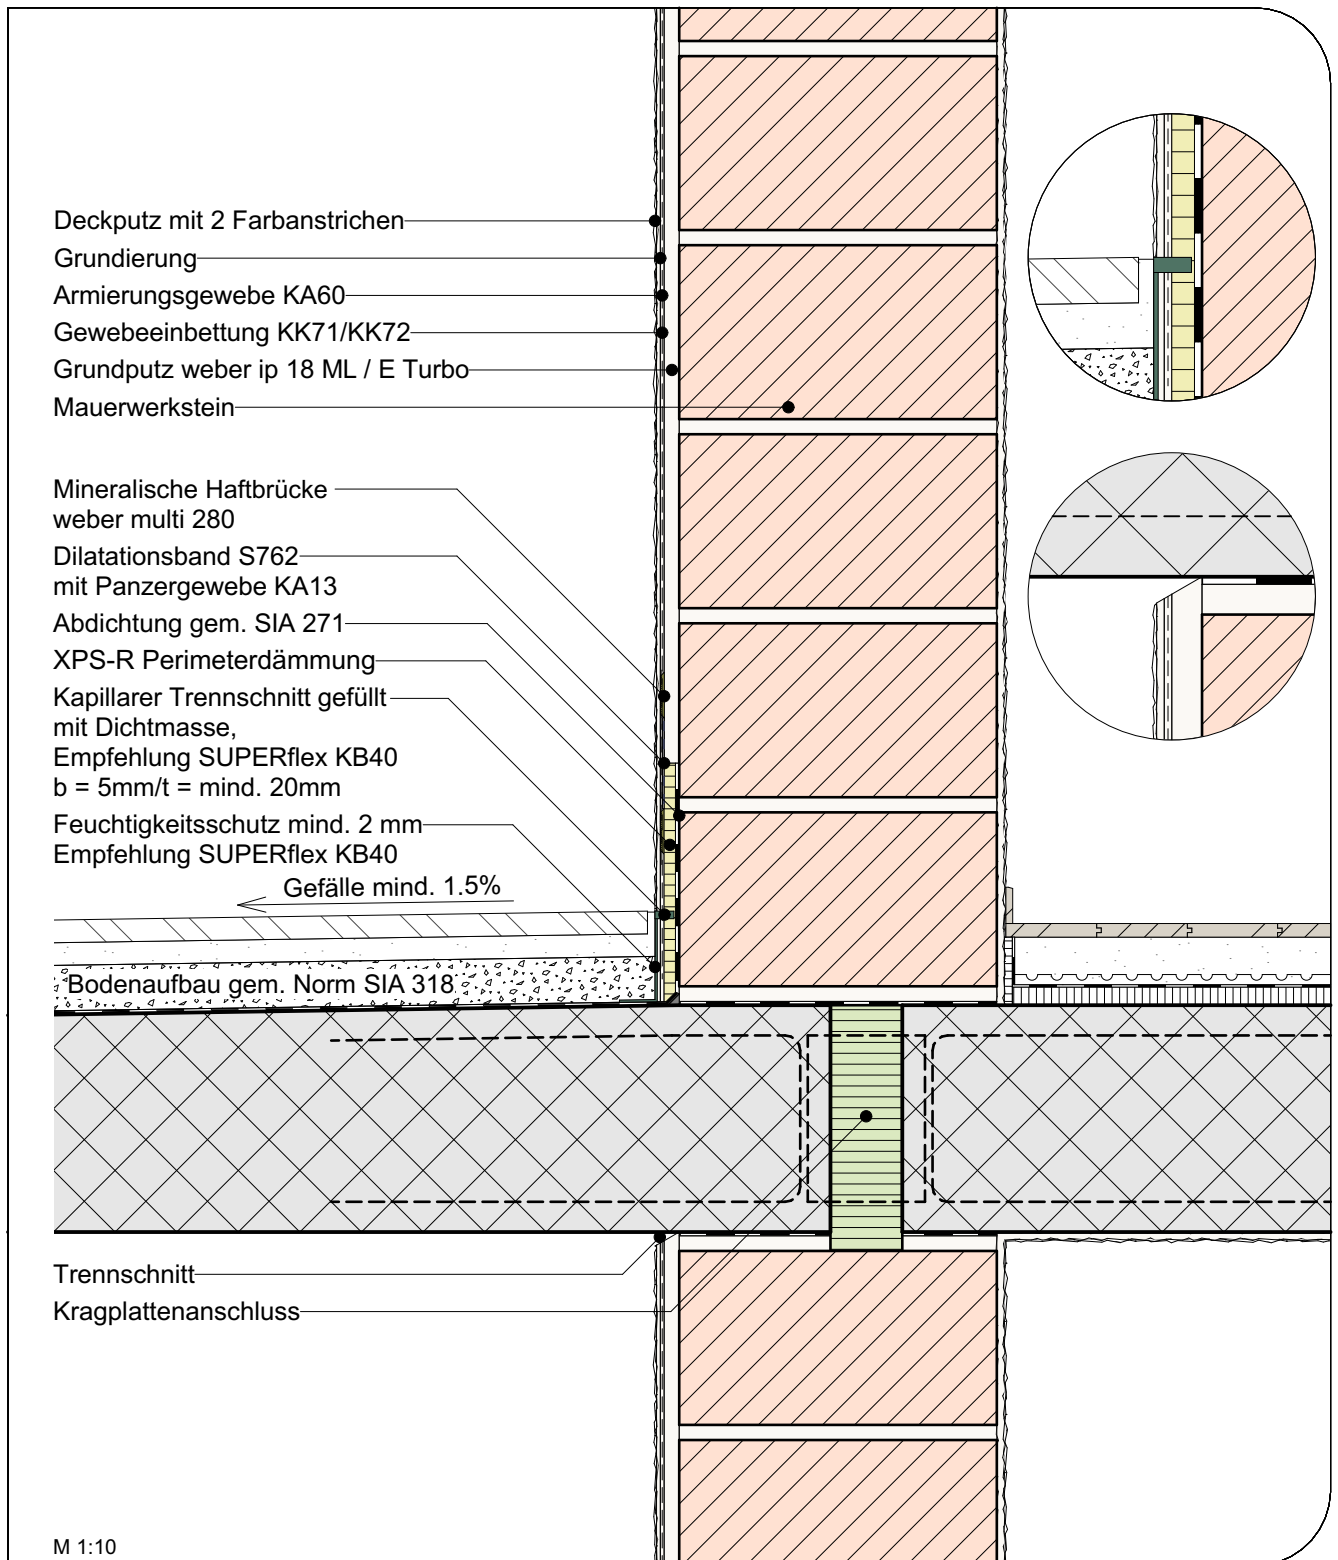 Deckputz mit 2 Farbanstrichen
Grundierung
Armierungsgewebe KA60
Gewebeeinbettung KK71/KK72
Grundputz weber ip 18 ML / E Turbo
Mauerwerkstein
Mineralische Haftbrücke
weber multi 280
Dilatationsband S762
mit Panzergewebe KA13
Abdichtung gem. SIA 271
XPS-R Perimeterdämmung
Kapillarer Trennschnitt gefüllt
mit Dichtmasse,
Empfehlung SUPERflex KB40
b = 5mm/t = mind. 20mm
Feuchtigkeitsschutz mind. 2 mm
Empfehlung SUPERflex KB40
Gefälle mind. 1.5%
Bodenaufbau gem. Norm SIA 318
Trennschnitt
Kragplattenanschluss
M 1:10